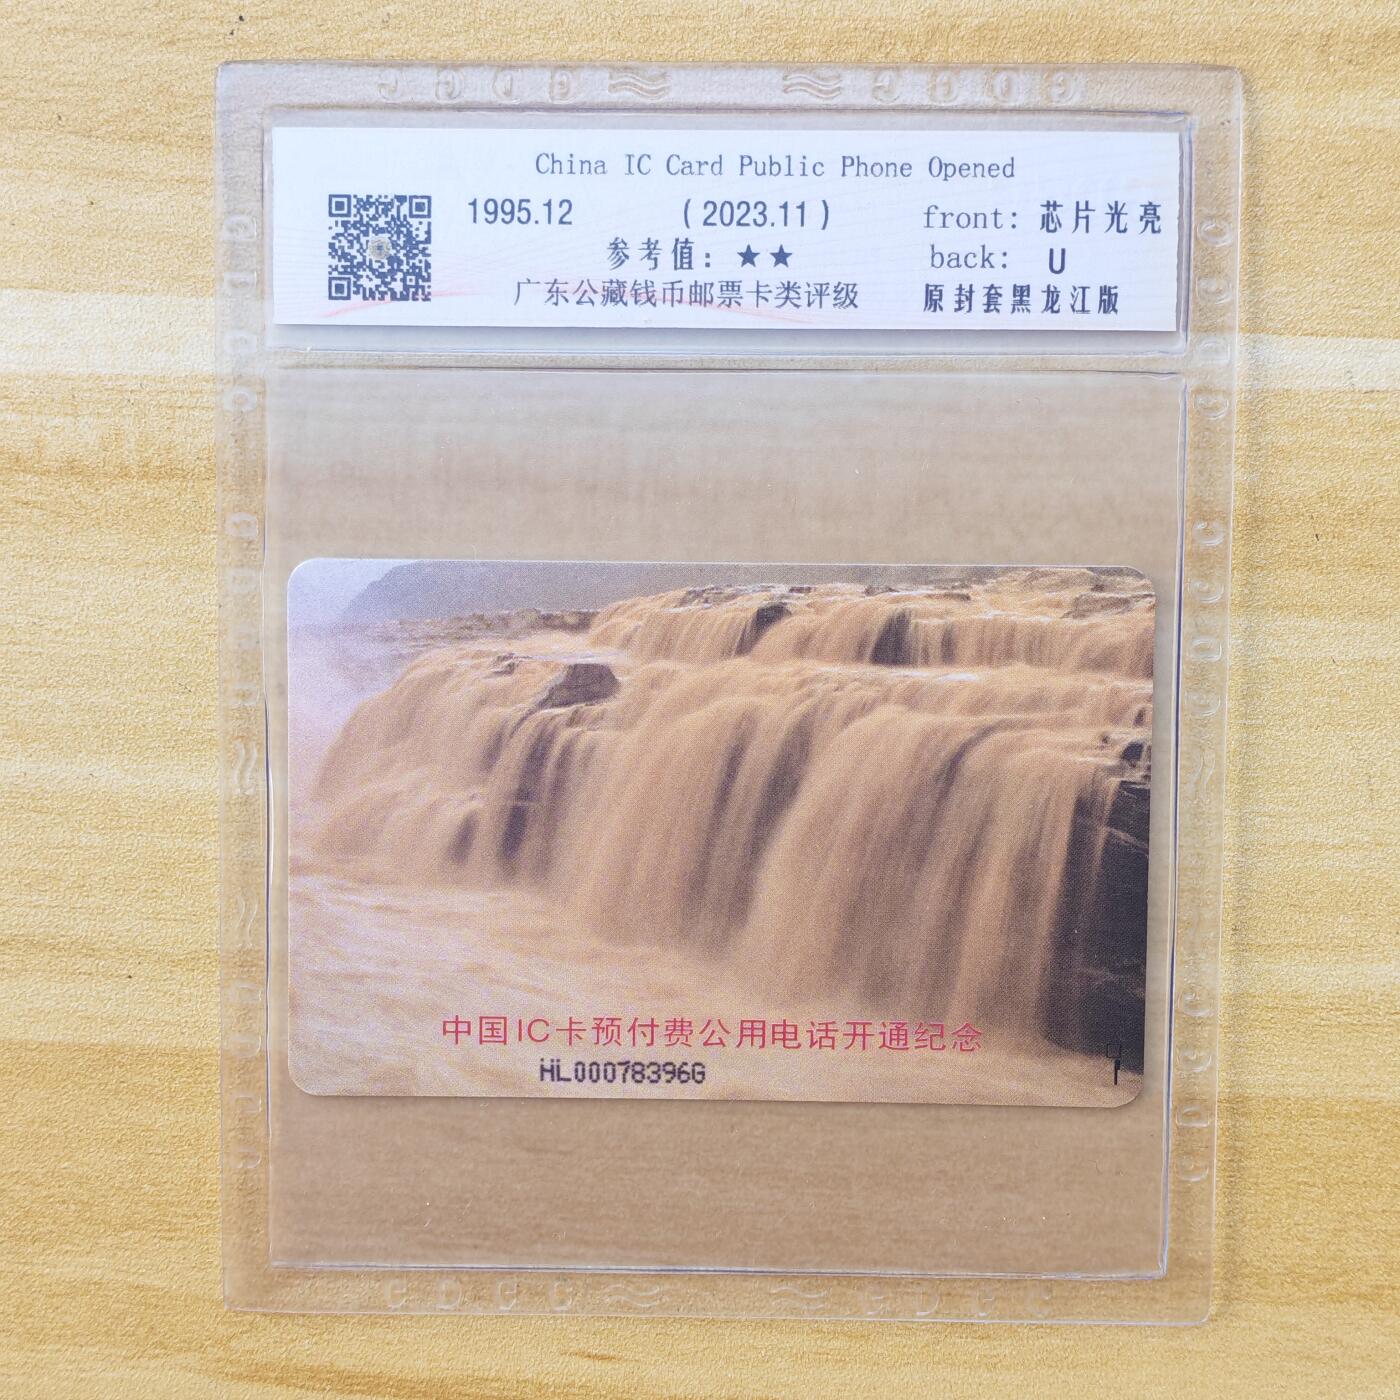 China IC Card Public Phone Opened
1995.12 (2023.11) front: 芯片光亮
参考值: ★★ back: U
广东公藏钱币邮票卡类评级 原封套黑龙江版
中国IC卡预付费公用电话开通纪念
HL00078396G